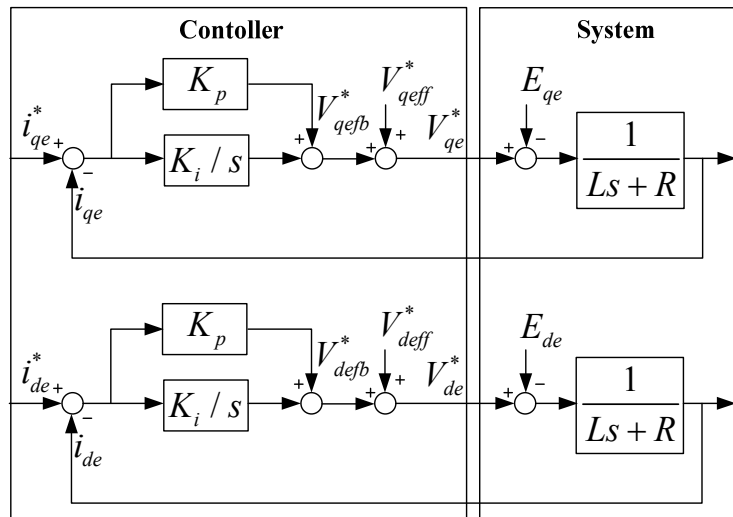 Contoller
System
K_p
V*_qeff
E_qe
i*_qe
+
V*_qefb
V*_qe
+
+
+
+
+
−
−
K_i / s
1
Ls + R
i_qe
K_p
V*_deff
E_de
i*_de
+
V*_defb
V*_de
+
+
+
+
+
−
−
K_i / s
1
Ls + R
i_de